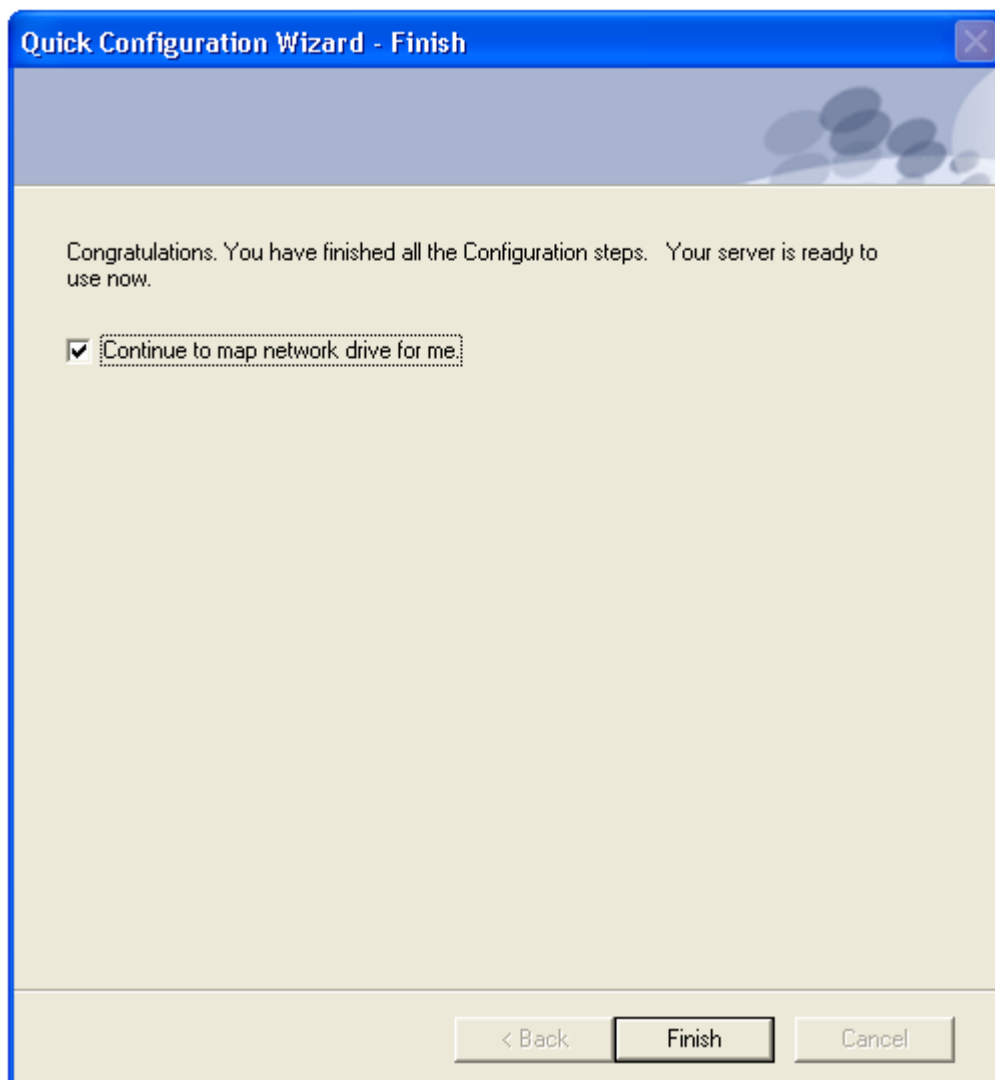 Quick Configuration Wizard - Finish
Congratulations. You have finished all the Configuration steps.   Your server is ready to
use now.
Continue to map network drive for me.
< Back
Finish
Cancel